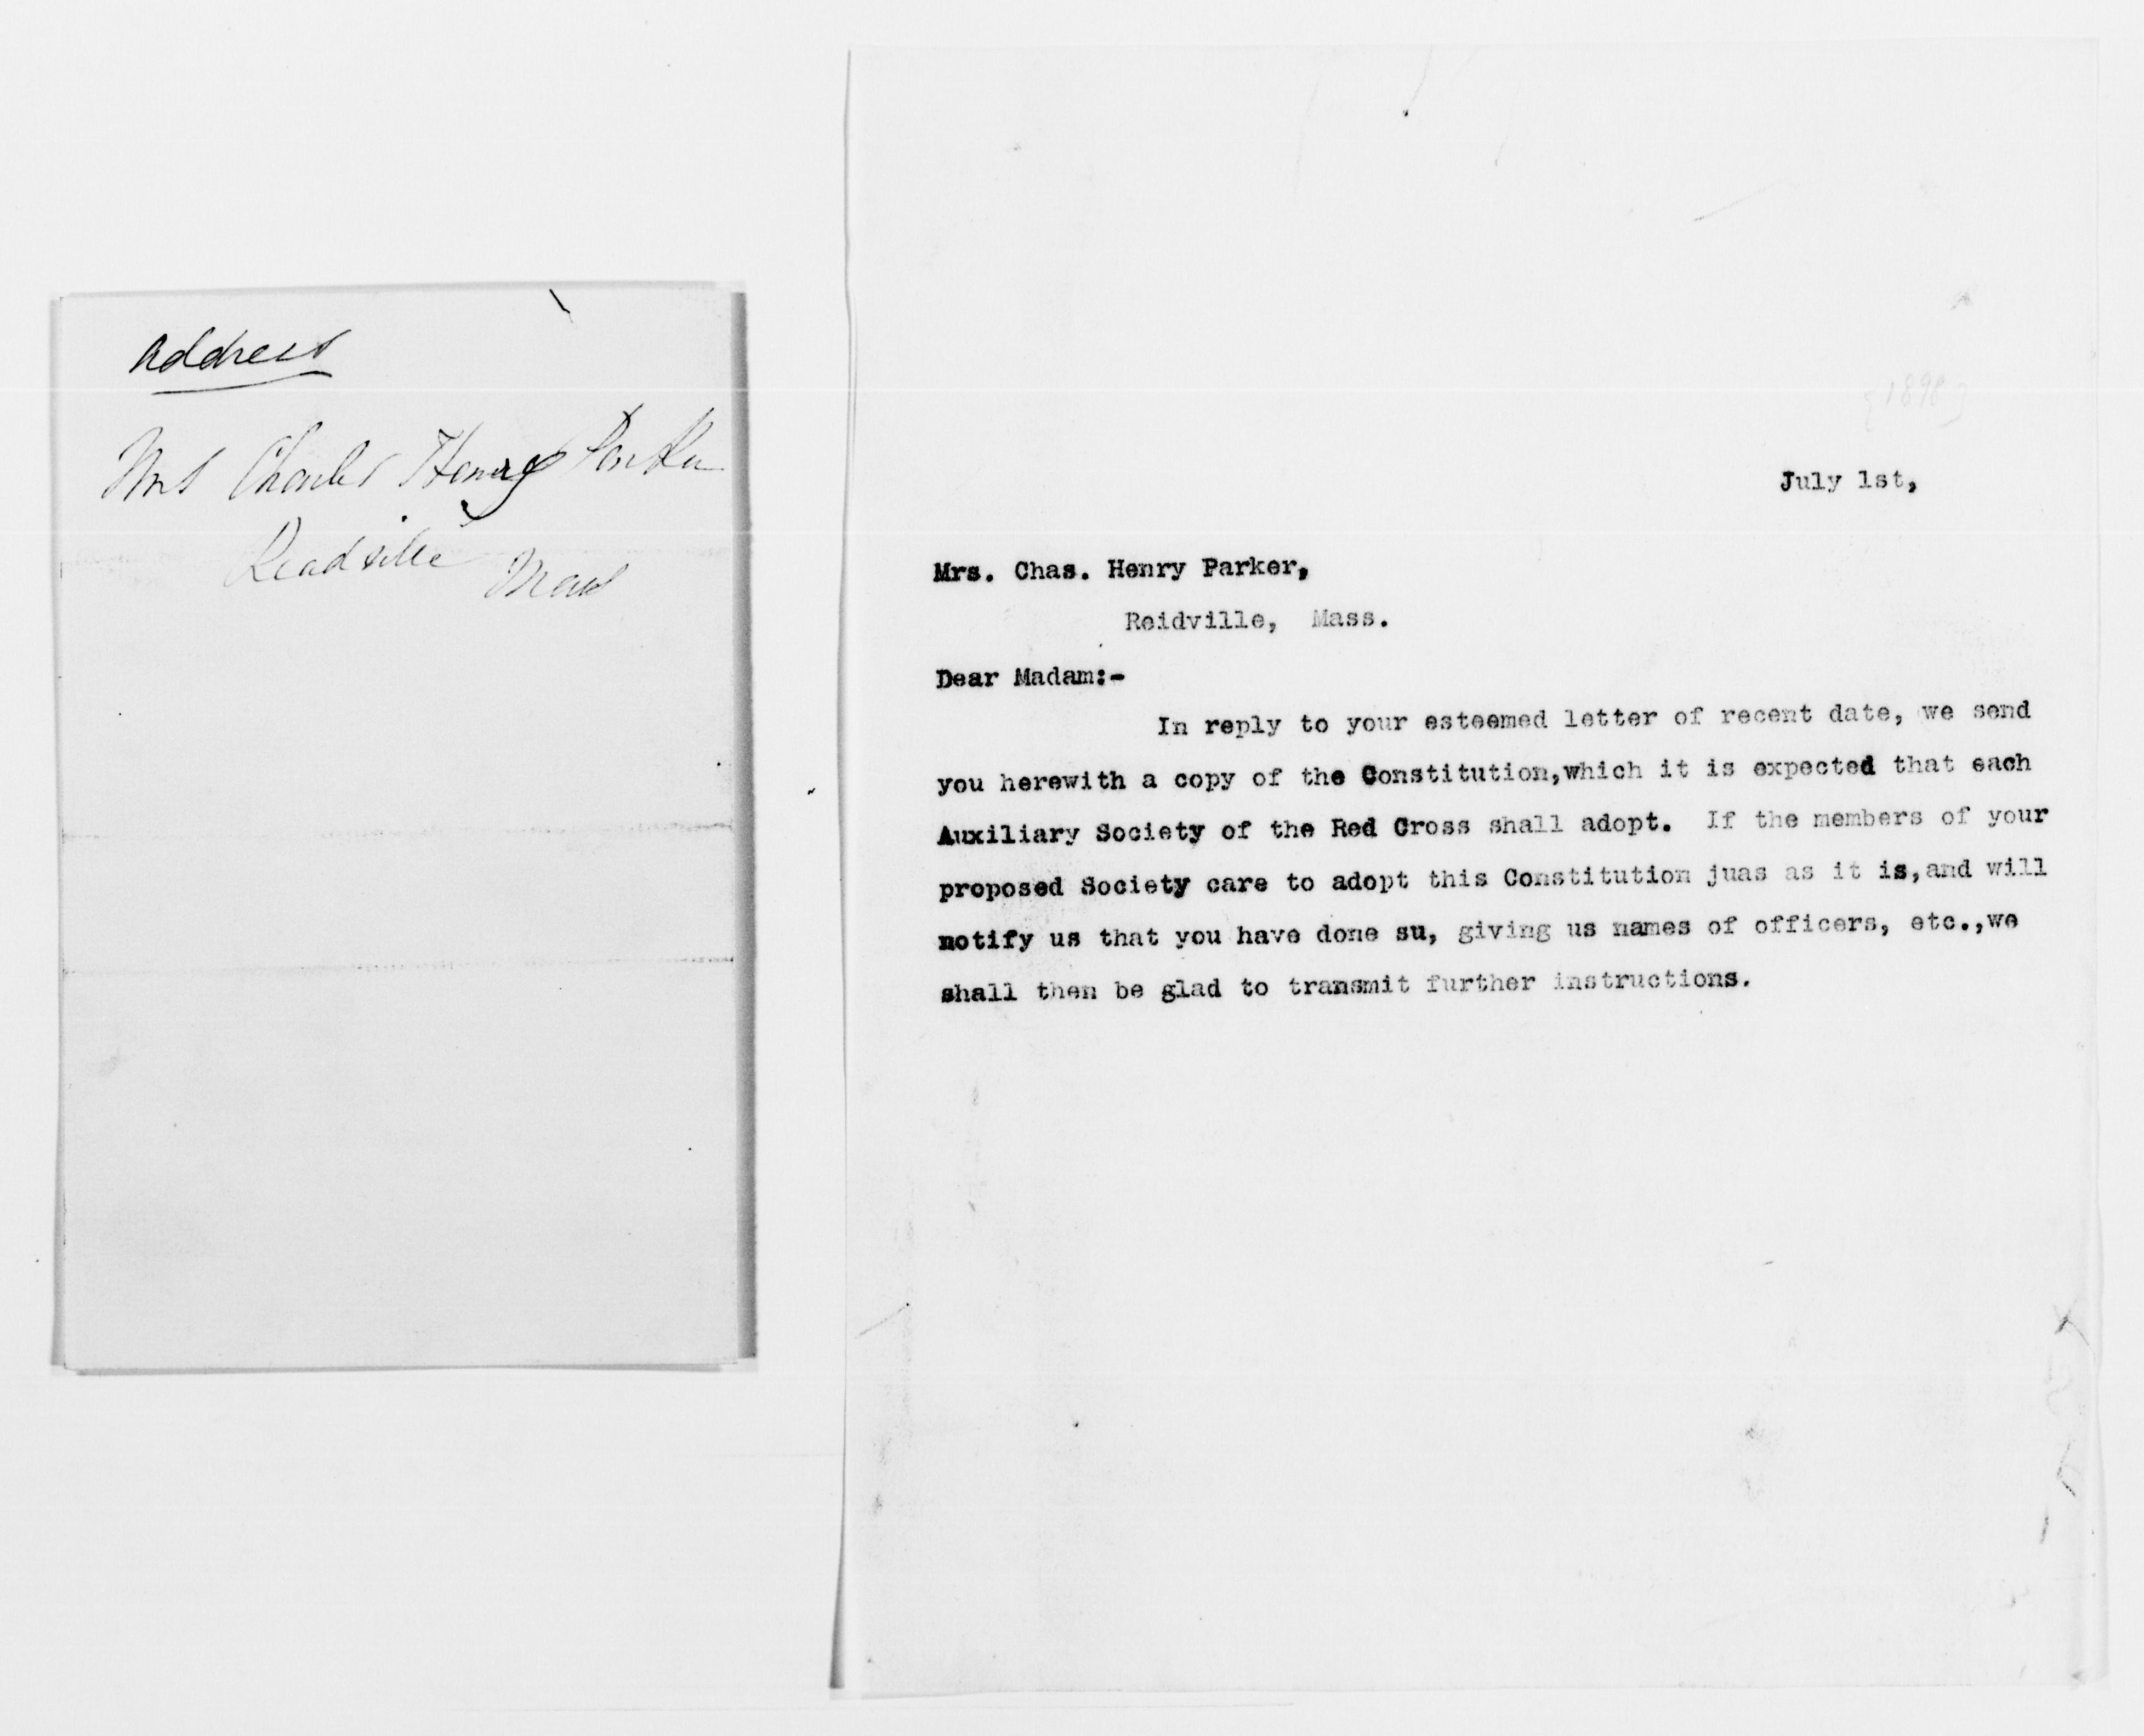 Address
Mrs Charles Henry Parker
Readville Mass
[1898]
July 1st,
Mrs. Chas. Henry Parker,
Reidville, Mass.
Dear Madam:-
In reply to your esteemed letter of recent date, we send
you herewith a copy of the Constitution,which it is expected that each
Auxiliary Society of the Red Cross shall adopt. If the members of your
proposed Society care to adopt this Constitution juas as it is,and will
notify us that you have done su, giving us names of officers, etc.,we
shall then be glad to transmit further instructions.